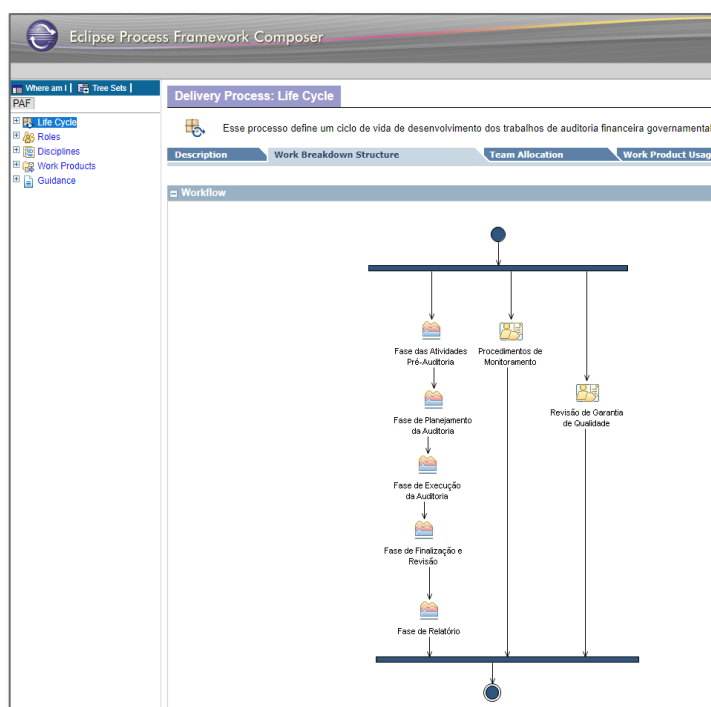 Eclipse Process Framework Composer
Where am I | Tree Sets |
PAF
Life Cycle
Roles
Disciplines
Work Products
Guidance
Delivery Process: Life Cycle
Esse processo define um ciclo de vida de desenvolvimento dos trabalhos de auditoria financeira governamental
Description Work Breakdown Structure Team Allocation Work Product Usag
Workflow
Fase das Atividades
Pré-Auditoria
Procedimentos de
Monitoramento
Fase de Planejamento
da Auditoria
Revisão de Garantia
de Qualidade
Fase de Execução
da Auditoria
Fase de Finalização e
Revisão
Fase de Relatório